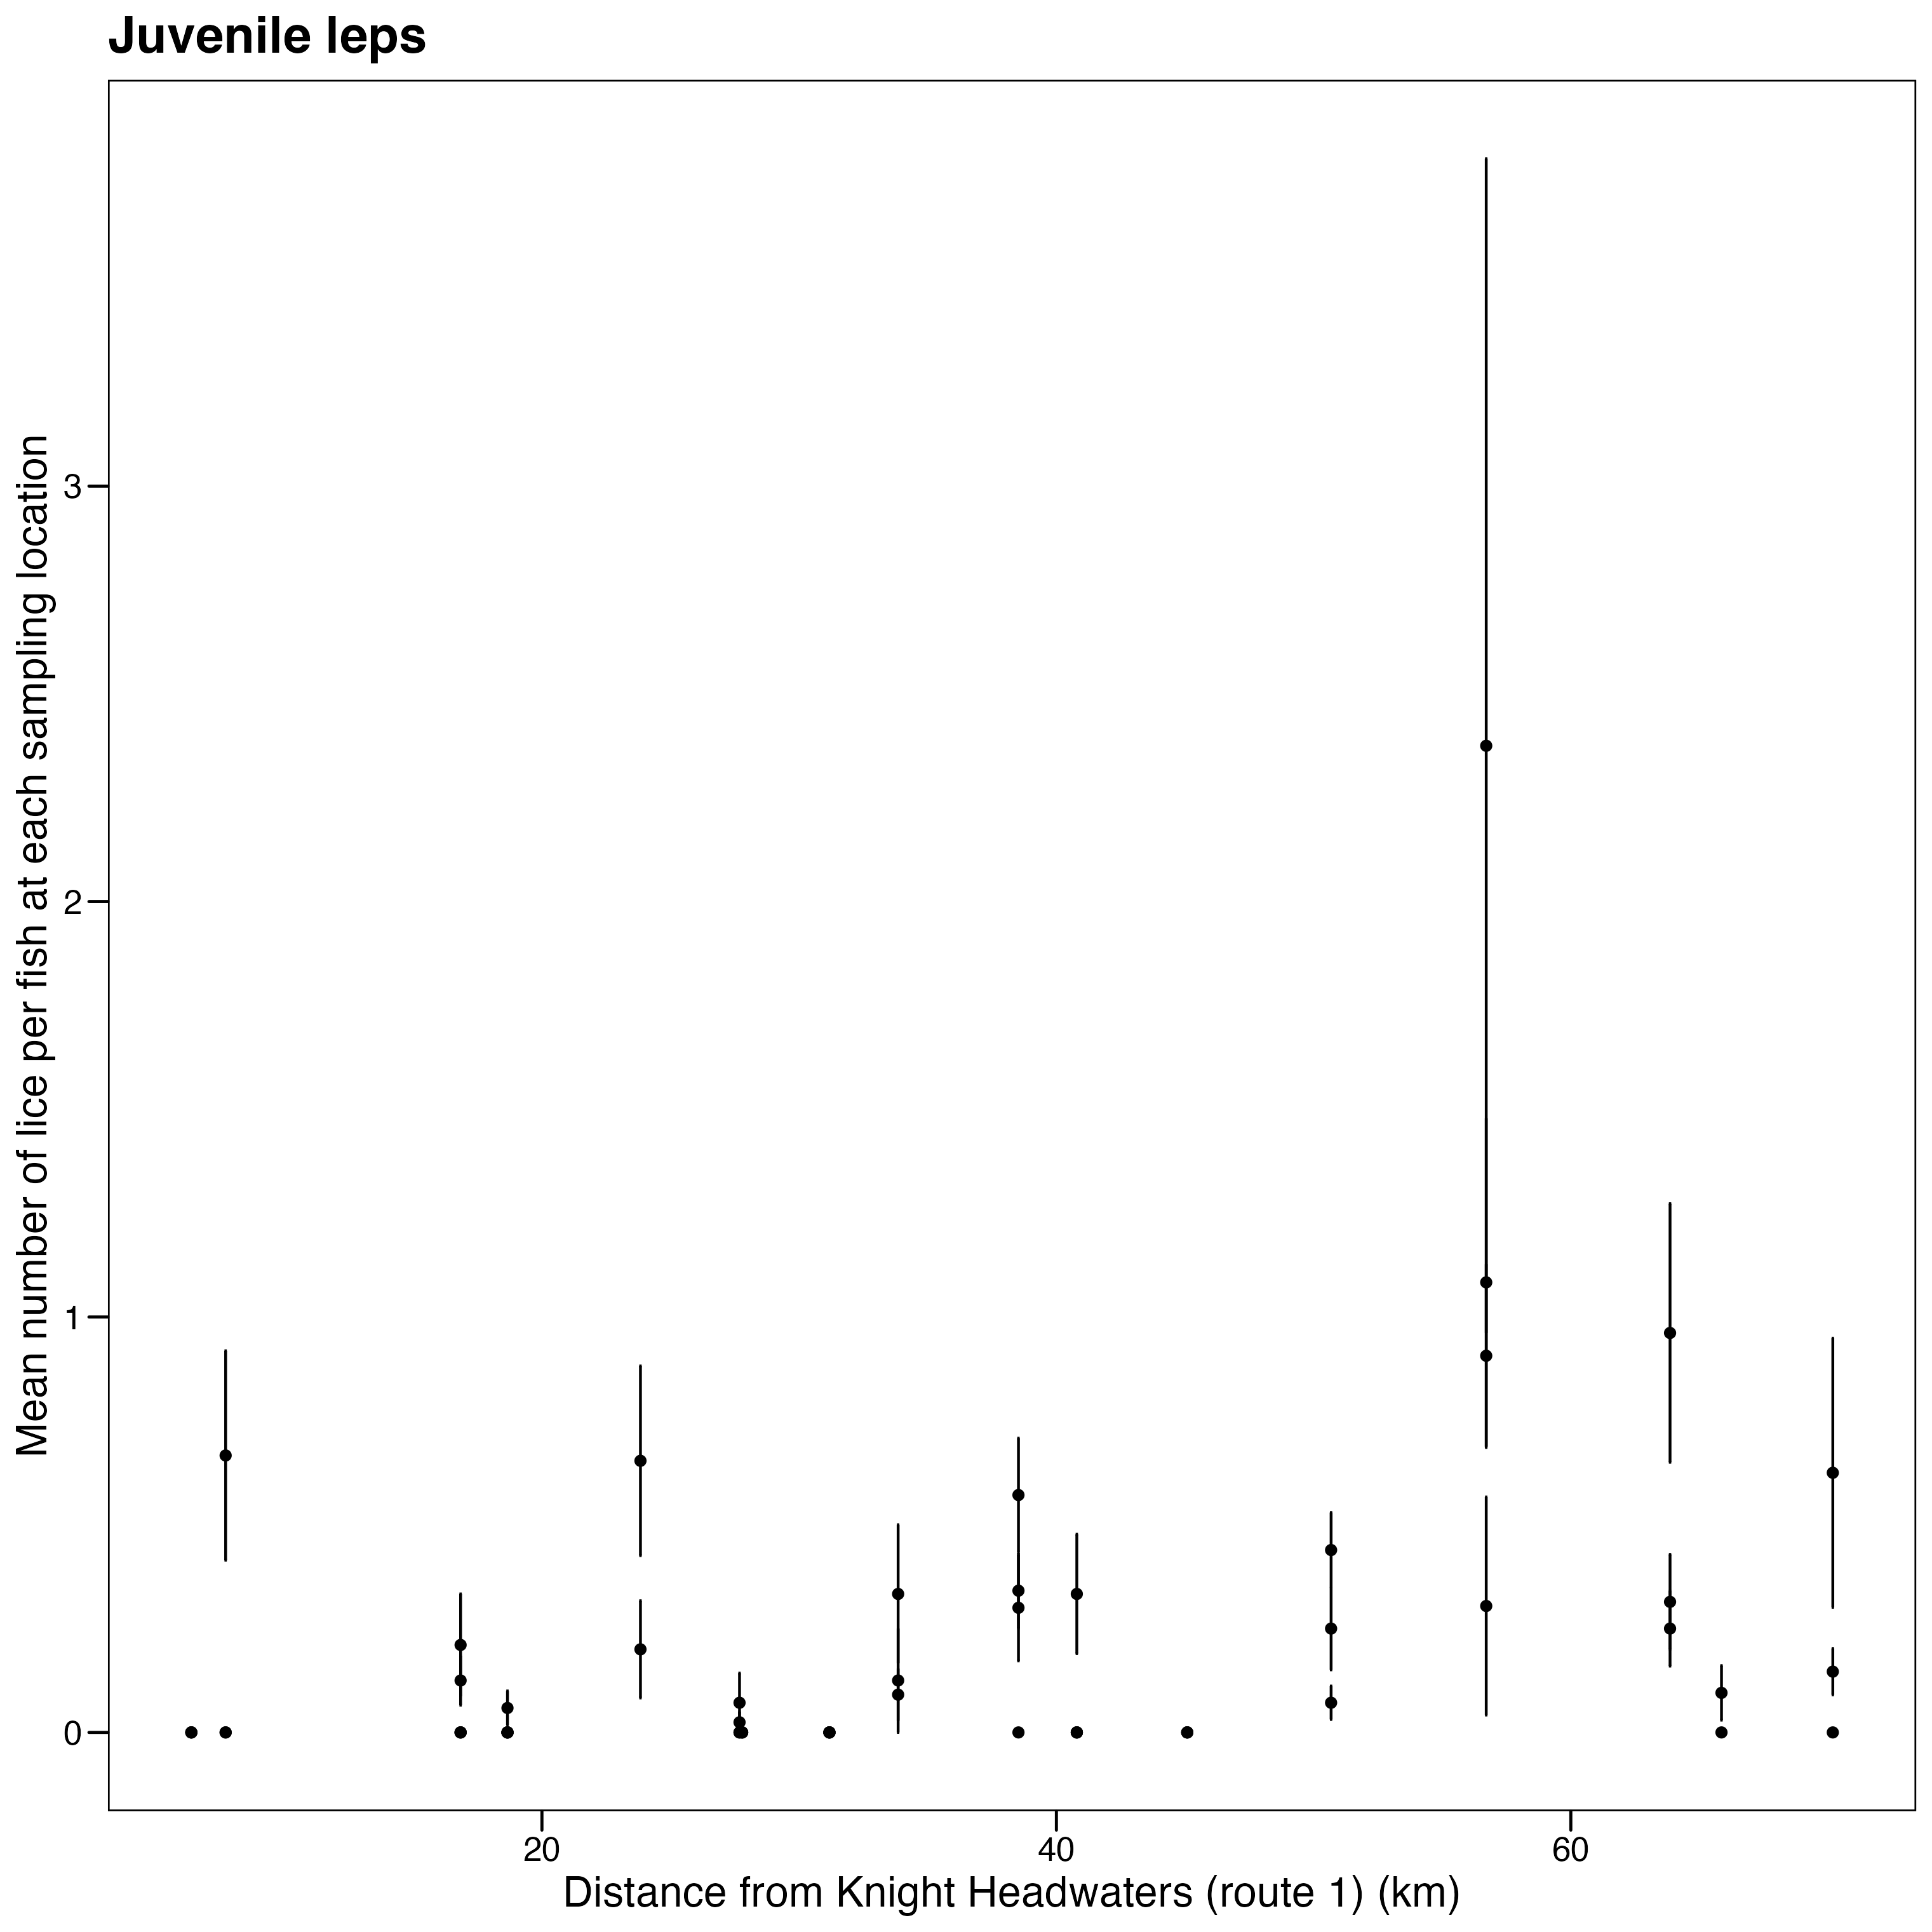 Juvenile leps
Mean number of lice per fish at each sampling location
3
2
1
0
20
40
60
Distance from Knight Headwaters (route 1) (km)